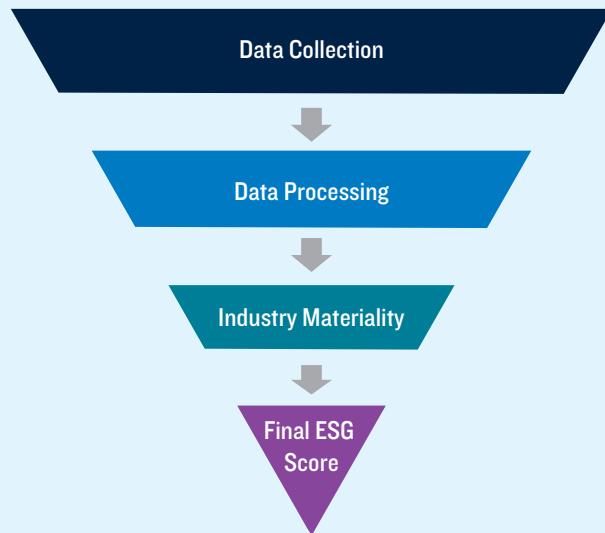 Data Collection
Data Processing
Industry Materiality
Final ESG
Score